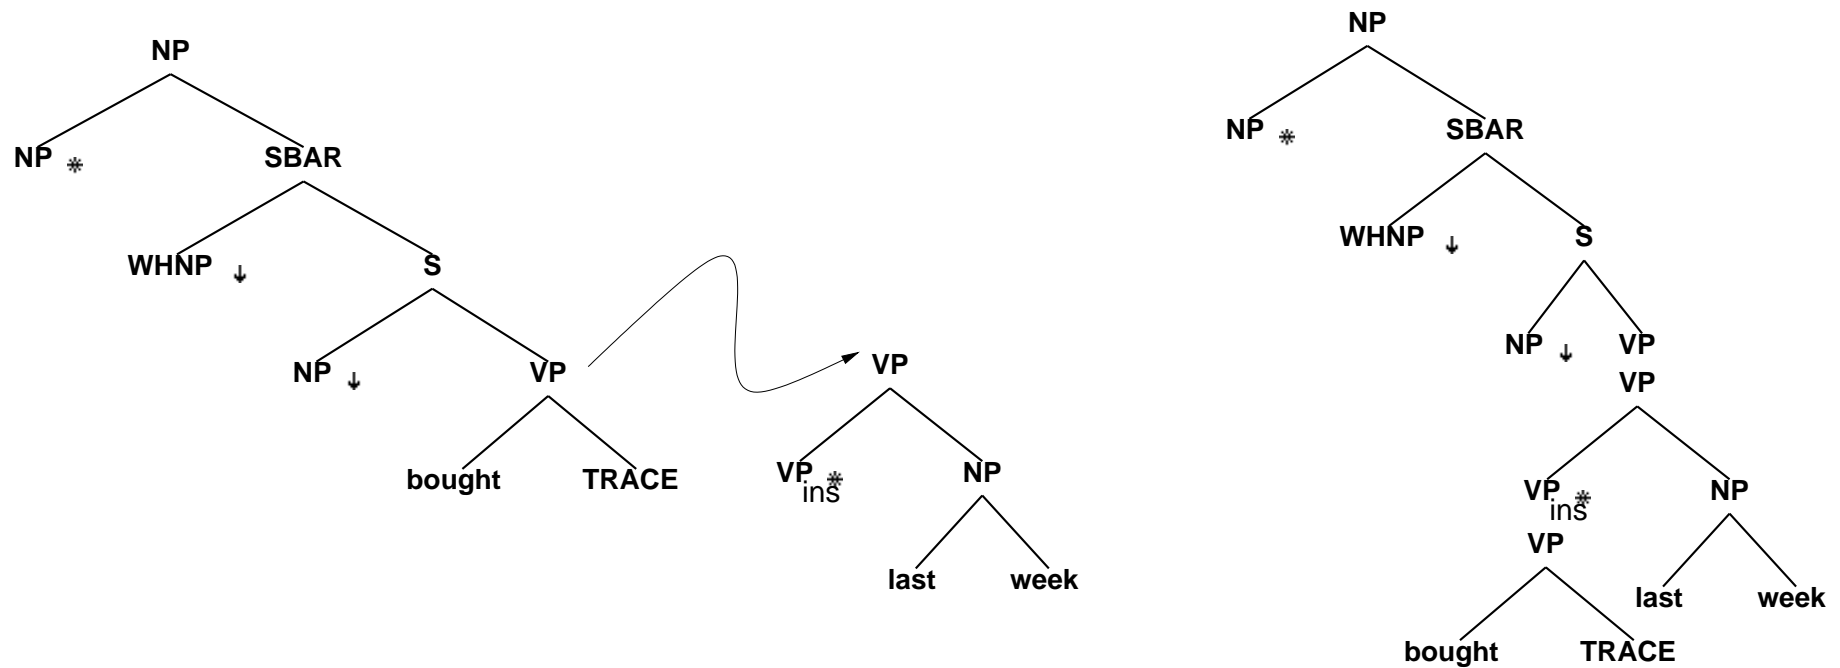 NP
NP * SBAR
WHNP ↓ S
NP ↓ VP
bought TRACE
VP
VP ins * NP
last week
NP
NP * SBAR
WHNP ↓ S
NP ↓ VP
VP
VP ins * NP
VP
last week
bought TRACE